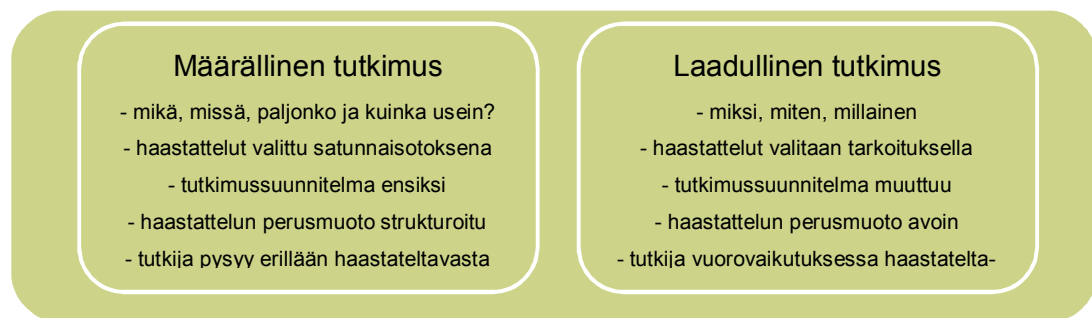 Määrällinen tutkimus
- mikä, missä, paljonko ja kuinka usein?
- haastattelut valittu satunnaisotoksena
- tutkimussuunnitelma ensiksi
- haastattelun perusmuoto strukturoitu
- tutkija pysyy erillään haastateltavasta
Laadullinen tutkimus
- miksi, miten, millainen
- haastattelut valitaan tarkoituksella
- tutkimussuunnitelma muuttuu
- haastattelun perusmuoto avoin
- tutkija vuorovaikutuksessa haastatelta-